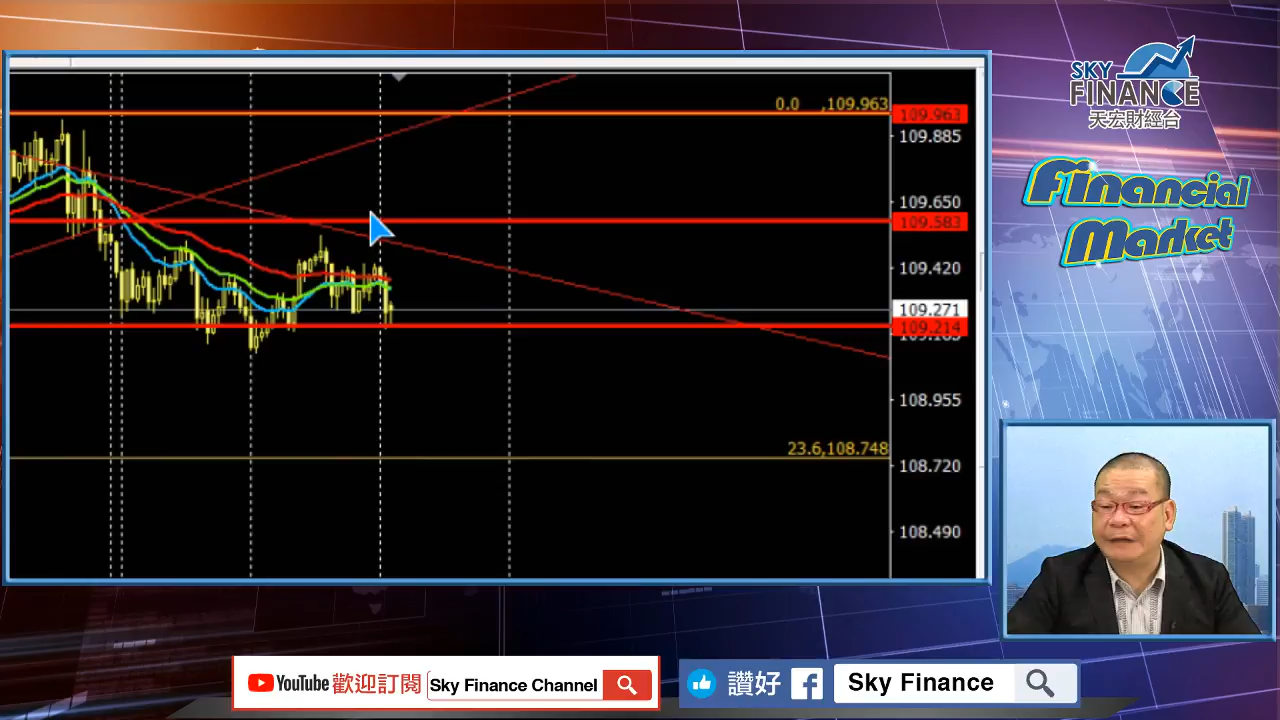 0.0 ,109.963
109.963
109.885
109.650
109.583
109.420
109.271
109.214
23.6,108.748
108.955
108.720
108.490
SKY
FINANCE
天宏財經台
Financial
Market
YouTube 歡迎訂閱 Sky Finance Channel
讚好 f Sky Finance